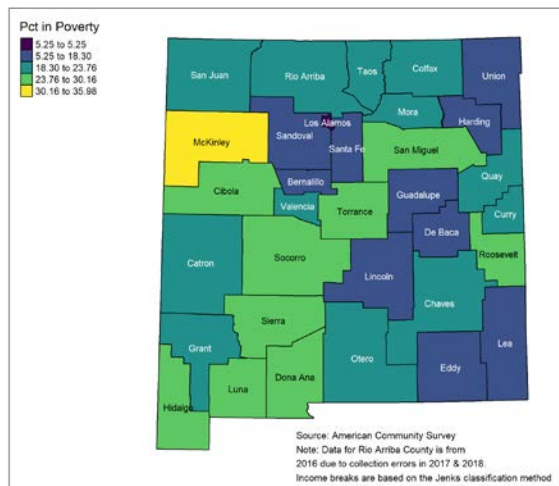 Pct in Poverty
5.25 to 5.25
5.25 to 18.30
18.30 to 23.76
23.76 to 30.16
30.16 to 35.98
San Juan
Rio Arriba
Taos
Colfax
Union
Mora
Harding
Los Alamos
Sandoval
Santa Fe
McKinley
San Miguel
Quay
Bernalillo
Cibola
Guadalupe
Valencia
Torrance
Curry
De Baca
Roosevelt
Socorro
Catron
Lincoln
Chaves
Sierra
Grant
Otero
Lea
Eddy
Dona Ana
Luna
Hidalgo
Source: American Community Survey
Note: Data for Rio Arriba County is from
2016 due to collection errors in 2017 & 2018.
Income breaks are based on the Jenks classification method